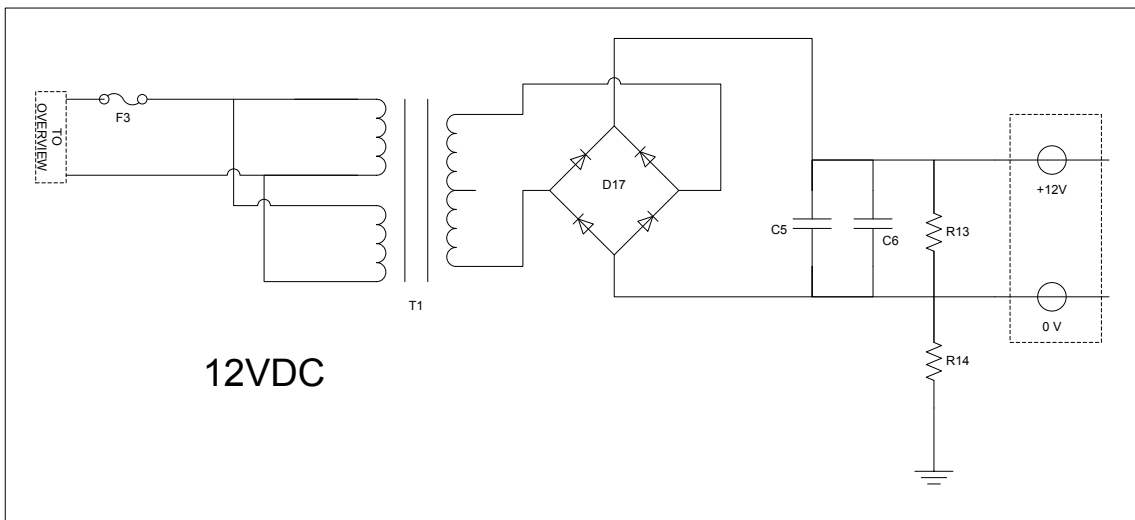 TO
OVERVIEW
F3
T1
D17
C5
C6
R13
R14
+12V
0 V
12VDC